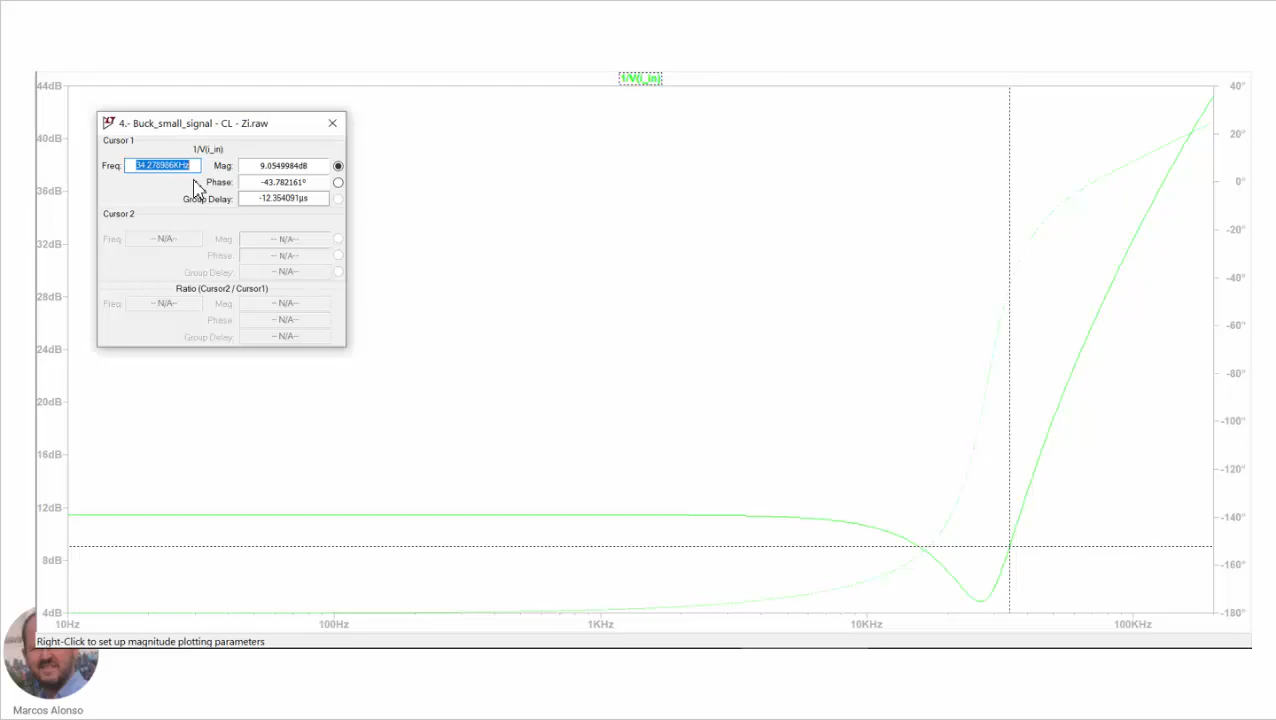 1/V(i_in)
44dB
40dB
36dB
32dB
28dB
24dB
20dB
16dB
12dB
8dB
4dB
40°
20°
0°
-20°
-40°
-60°
-80°
-100°
-120°
-140°
-160°
-180°
10Hz 100Hz 1KHz 10KHz 100KHz
4.- Buck_small_signal - CL - Zi.raw
Cursor 1
1/V(i_in)
Freq: 34.278986KHz Mag: 9.0549984dB
Phase: -43.782161°
Group Delay: -12.354091µs
Cursor 2
Freq: -- N/A-- Mag: -- N/A--
Phase: -- N/A--
Group Delay: -- N/A--
Ratio (Cursor2 / Cursor1)
Freq: -- N/A-- Mag: -- N/A--
Phase: -- N/A--
Group Delay: -- N/A--
Right-Click to set up magnitude plotting parameters
Marcos Alonso